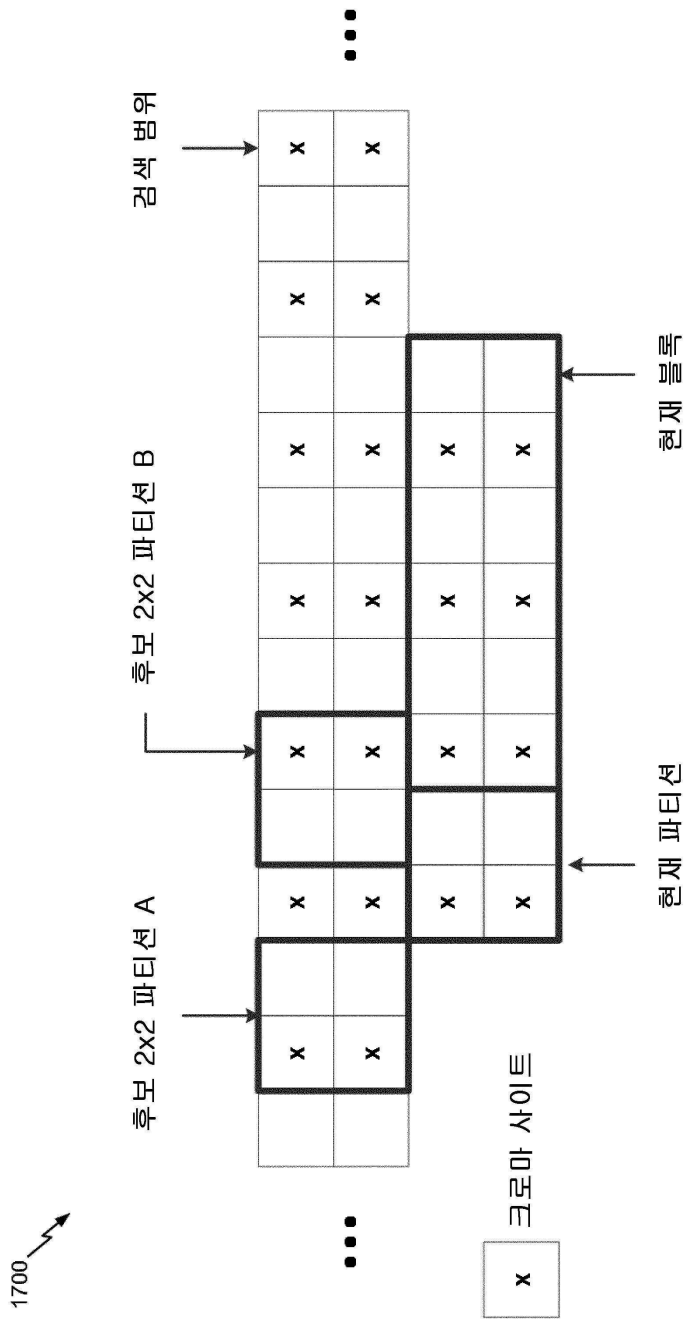 1700
후보 2x2 파티션 A
후보 2x2 파티션 B
검색 범위
x x x x x x x
x x x x x x x
x x x x
x x x x
x 크로마 사이트
현재 파티션
현재 블록